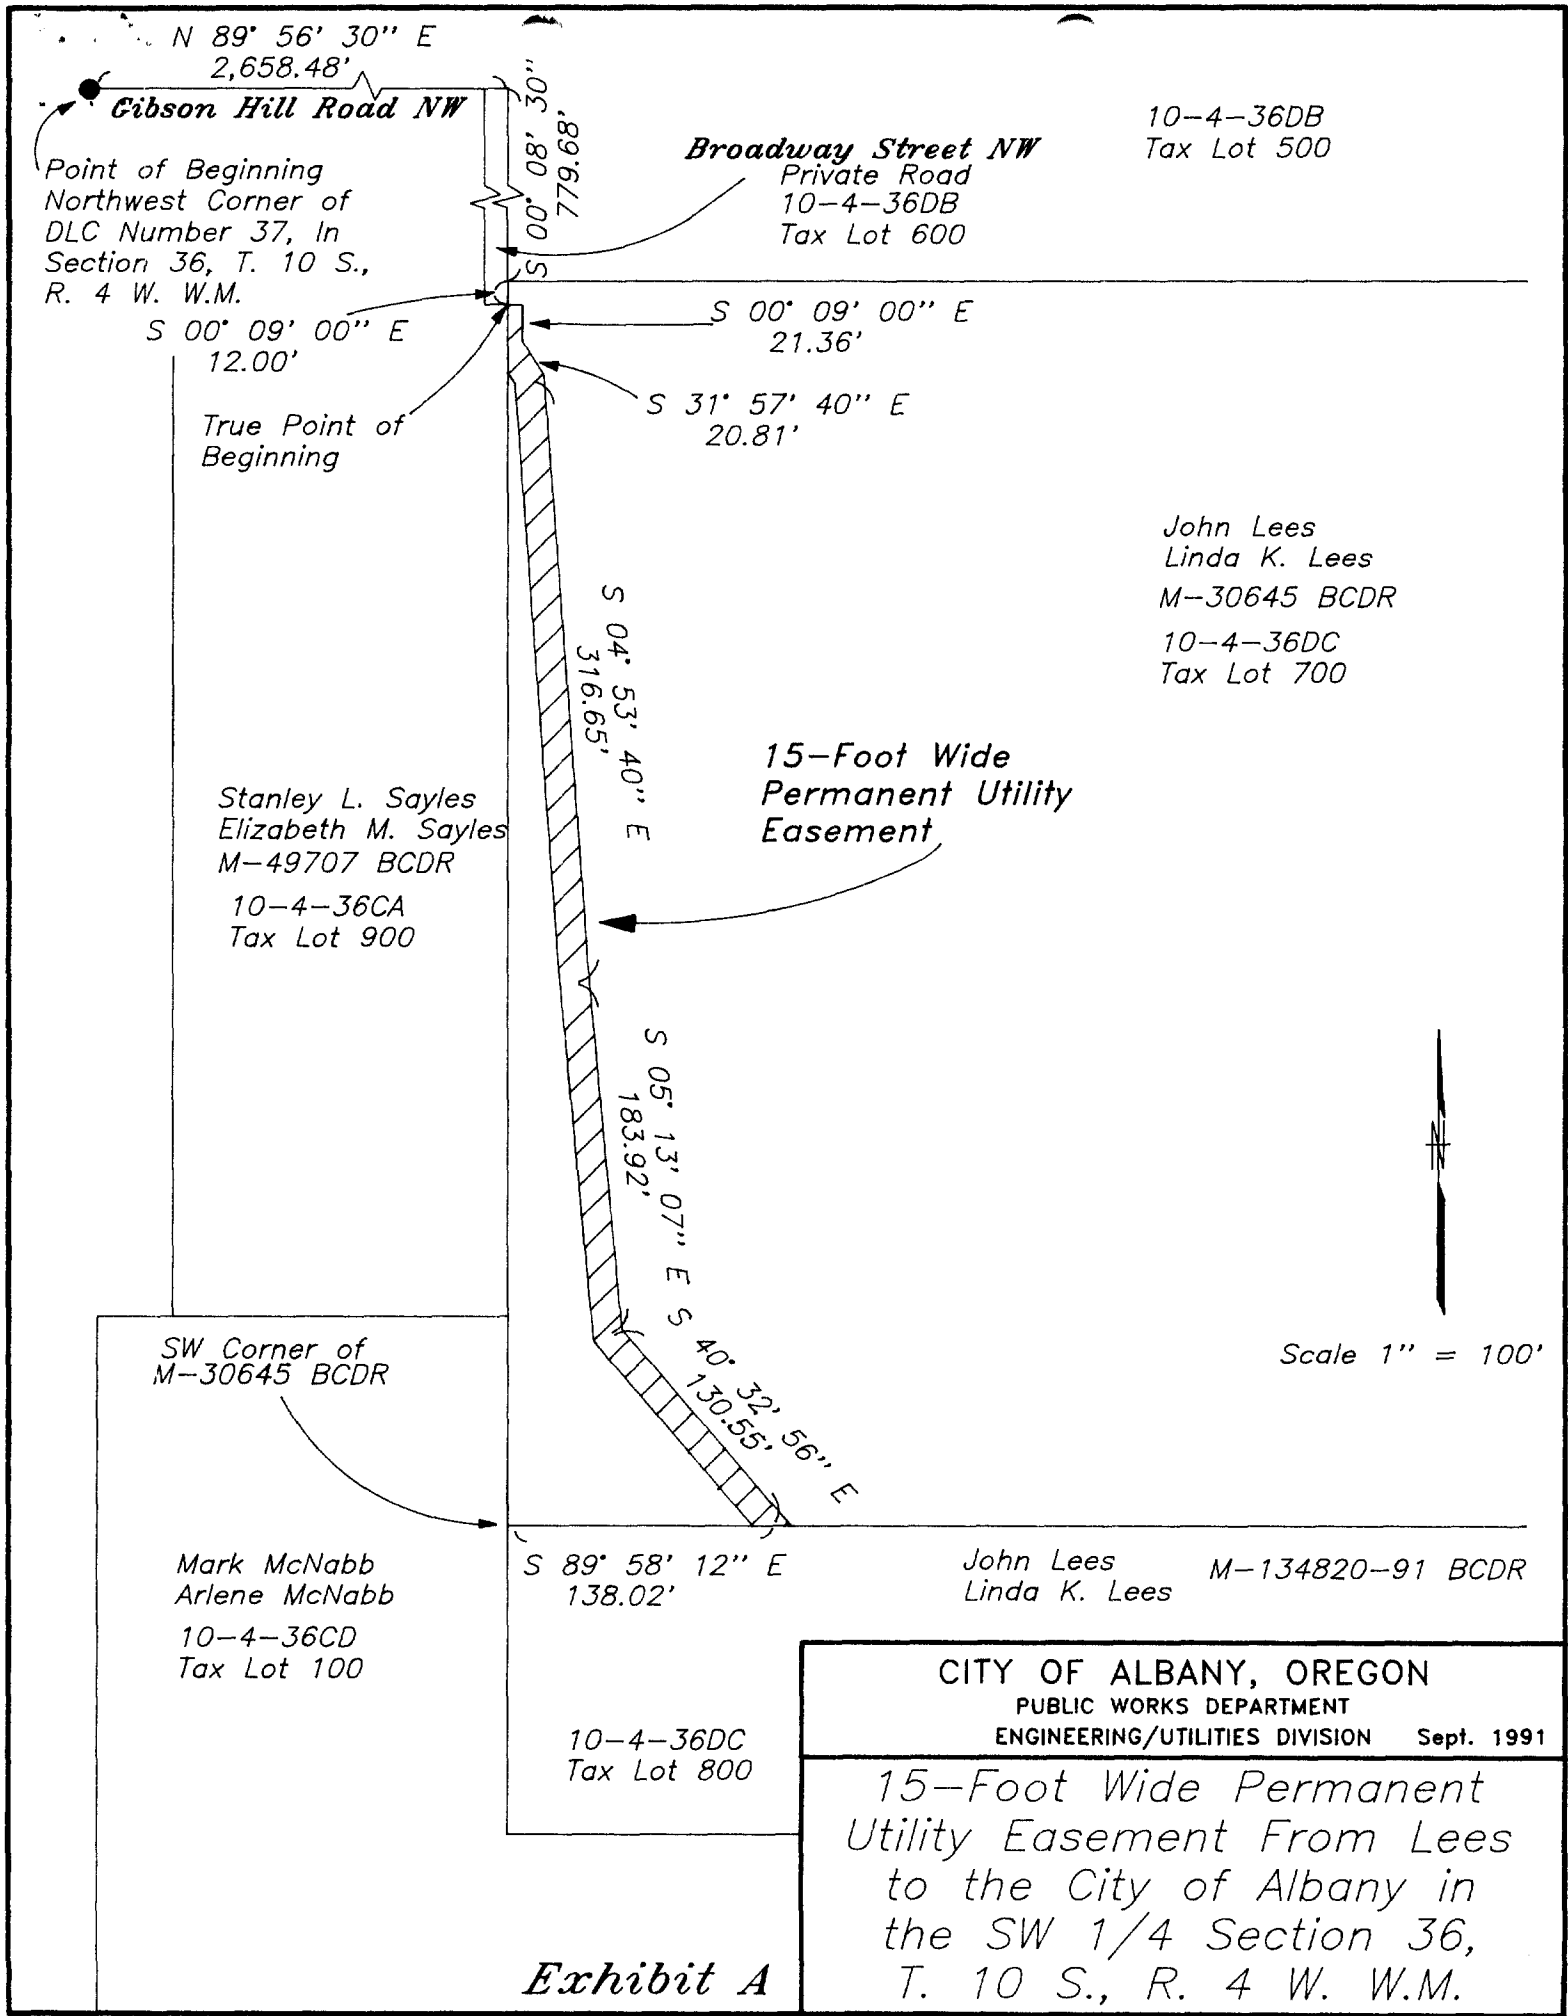 N 89° 56' 30" E
2,658.48'
Gibson Hill Road NW
Point of Beginning
Northwest Corner of
DLC Number 37, In
Section 36, T. 10 S.,
R. 4 W. W.M.
S 00° 08' 30"
779.68'
Broadway Street NW
Private Road
10-4-36DB
Tax Lot 600
10-4-36DB
Tax Lot 500
S 00° 09' 00" E
12.00'
S 00° 09' 00" E
21.36'
True Point of
Beginning
S 31° 57' 40" E
20.81'
John Lees
Linda K. Lees
M-30645 BCDR
10-4-36DC
Tax Lot 700
S 04° 53' 40" E
316.65'
15-Foot Wide
Permanent Utility
Easement
Stanley L. Sayles
Elizabeth M. Sayles
M-49707 BCDR
10-4-36CA
Tax Lot 900
S 05° 13' 07" E
183.92'
N
Scale 1" = 100'
SW Corner of
M-30645 BCDR
S 40° 32' 56" E
130.55'
S 89° 58' 12" E
138.02'
Mark McNabb
Arlene McNabb
10-4-36CD
Tax Lot 100
John Lees
Linda K. Lees
M-134820-91 BCDR
10-4-36DC
Tax Lot 800
CITY OF ALBANY, OREGON
PUBLIC WORKS DEPARTMENT
ENGINEERING/UTILITIES DIVISION Sept. 1991
15-Foot Wide Permanent
Utility Easement From Lees
to the City of Albany in
the SW 1/4 Section 36,
T. 10 S., R. 4 W. W.M.
Exhibit A